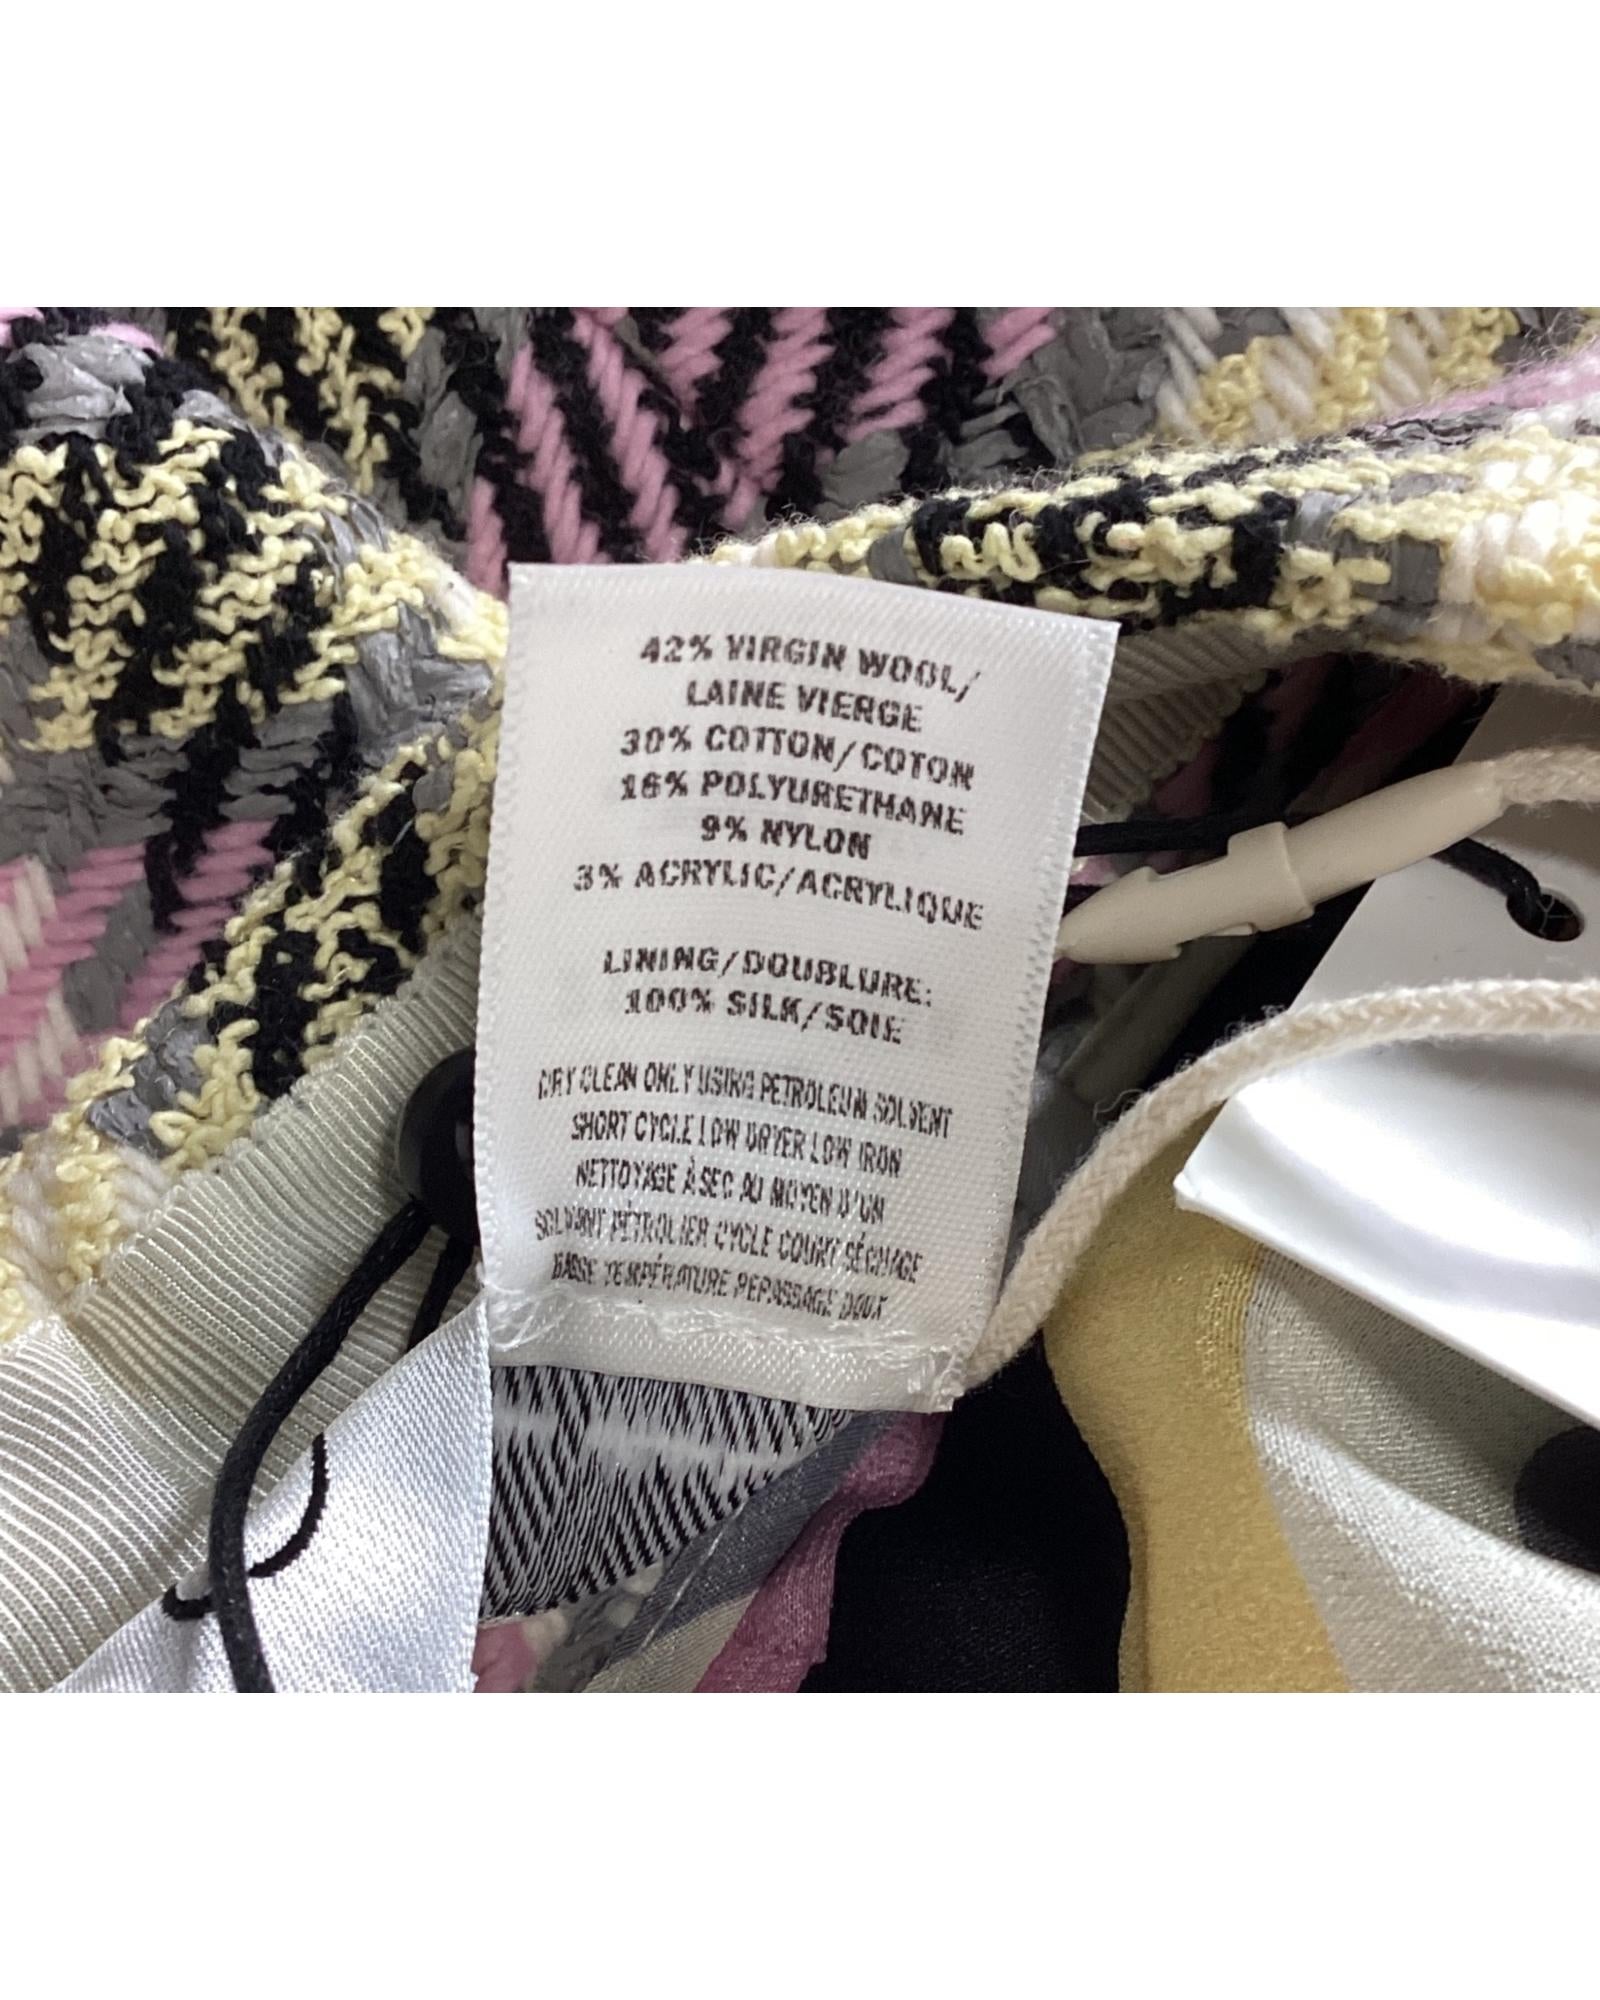 42% VIRGIN WOOL/
LAINE VIERGE
30% COTTON/COTON
16% POLYURETHANE
9% NYLON
3% ACRYLIC/ACRYLIQUE
LINING/DOUBLURE:
100% SILK/SOIE
DRY CLEAN ONLY USING PETROLEUM SOLVENT
SHORT CYCLE LOW DRYER LOW IRON
NETTOYAGE À SEC AU MOYEN D'UN
SOLVANT PÉTROLIER CYCLE COURT SÉCHAGE
BASSE TEMPÉRATURE REPASSAGE DOUX